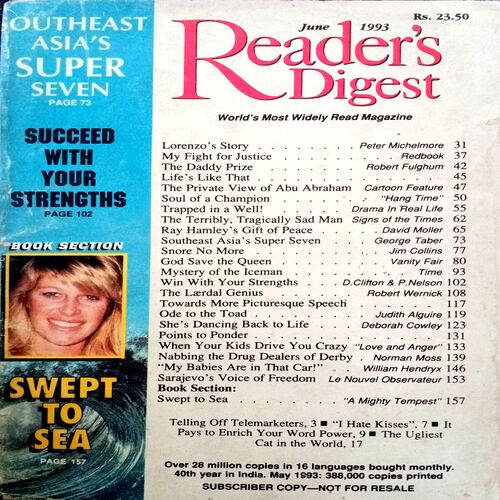 SOUTHEAST
ASIA'S
SUPER
SEVEN
PAGE 73
SUCCEED
WITH
YOUR
STRENGTHS
PAGE 102
BOOK SECTION
SWEPT
TO
SEA
PAGE 157
June 1993 Rs. 23.50
Reader's
Digest
World's Most Widely Read Magazine
Lorenzo's Story . . . . . . . . . . Peter Michelmore 31
My Fight for Justice . . . . . . . . . . Redbook 37
The Daddy Prize . . . . . . . . . . Robert Fulghum 42
Life's Like That . . . . . . . . . . 45
The Private View of Abu Abraham Cartoon Feature 47
Soul of a Champion . . . . . . . . . . "Hang Time" 50
Trapped in a Well! . . . . . . Drama In Real Life 55
The Terribly, Tragically Sad Man Signs of the Times 62
Ray Hamley's Gift of Peace . . . . David Moller 65
Southeast Asia's Super Seven . . . . George Taber 73
Snore No More . . . . . . . . . . Jim Collins 77
God Save the Queen . . . . . . . . Vanity Fair 80
Mystery of the Iceman . . . . . . . . Time 93
Win With Your Strengths . . D.Clifton & P.Nelson 102
The Lærdal Genius . . . . . . . . Robert Wernick 108
Towards More Picturesque Speech . . . . 117
Ode to the Toad . . . . . . . . Judith Alguire 119
She's Dancing Back to Life . . . Deborah Cowley 123
Points to Ponder . . . . . . . . . . 131
When Your Kids Drive You Crazy "Love and Anger" 133
Nabbing the Drug Dealers of Derby . Norman Moss 139
"My Babies Are in That Car!" . . William Hendryx 146
Sarajevo's Voice of Freedom Le Nouvel Observateur 153
Book Section:
Swept to Sea . . . . . . . . "A Mighty Tempest" 157
Telling Off Telemarketers, 3 ■ "I Hate Kisses", 7 ■ It
Pays to Enrich Your Word Power, 9 ■ The Ugliest
Cat in the World, 17
Over 28 million copies in 16 languages bought monthly.
40th year in India. May 1993: 388,000 copies printed
SUBSCRIBER COPY—NOT FOR RESALE